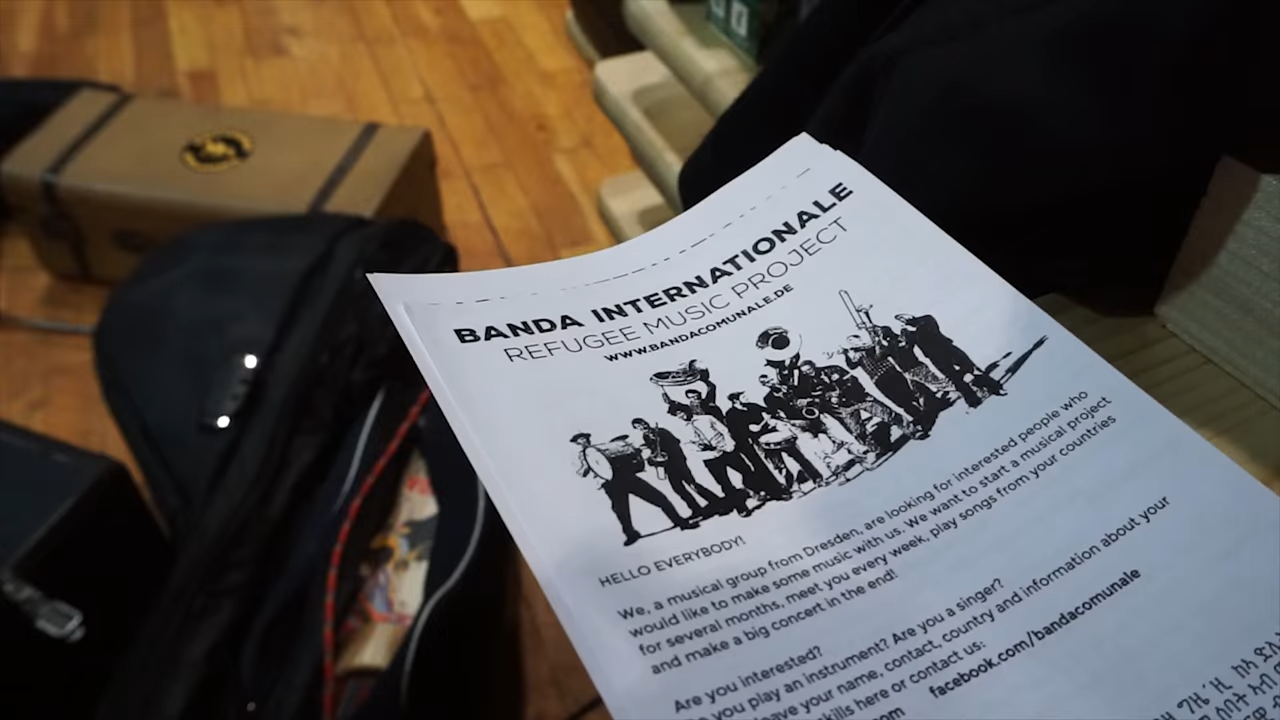 BANDA INTERNATIONALE
REFUGEE MUSIC PROJECT
WWW.BANDACOMUNALE.DE
HELLO EVERYBODY!
We, a musical group from Dresden, are looking for interested people who
would like to make some music with us. We want to start a musical project
for several months, meet you every week, play songs from your countries
and make a big concert in the end!
Are you interested?
you play an instrument? Are you a singer?
leave your name, contact, country and information about your
skills here or contact us:
facebook.com/bandacomunale